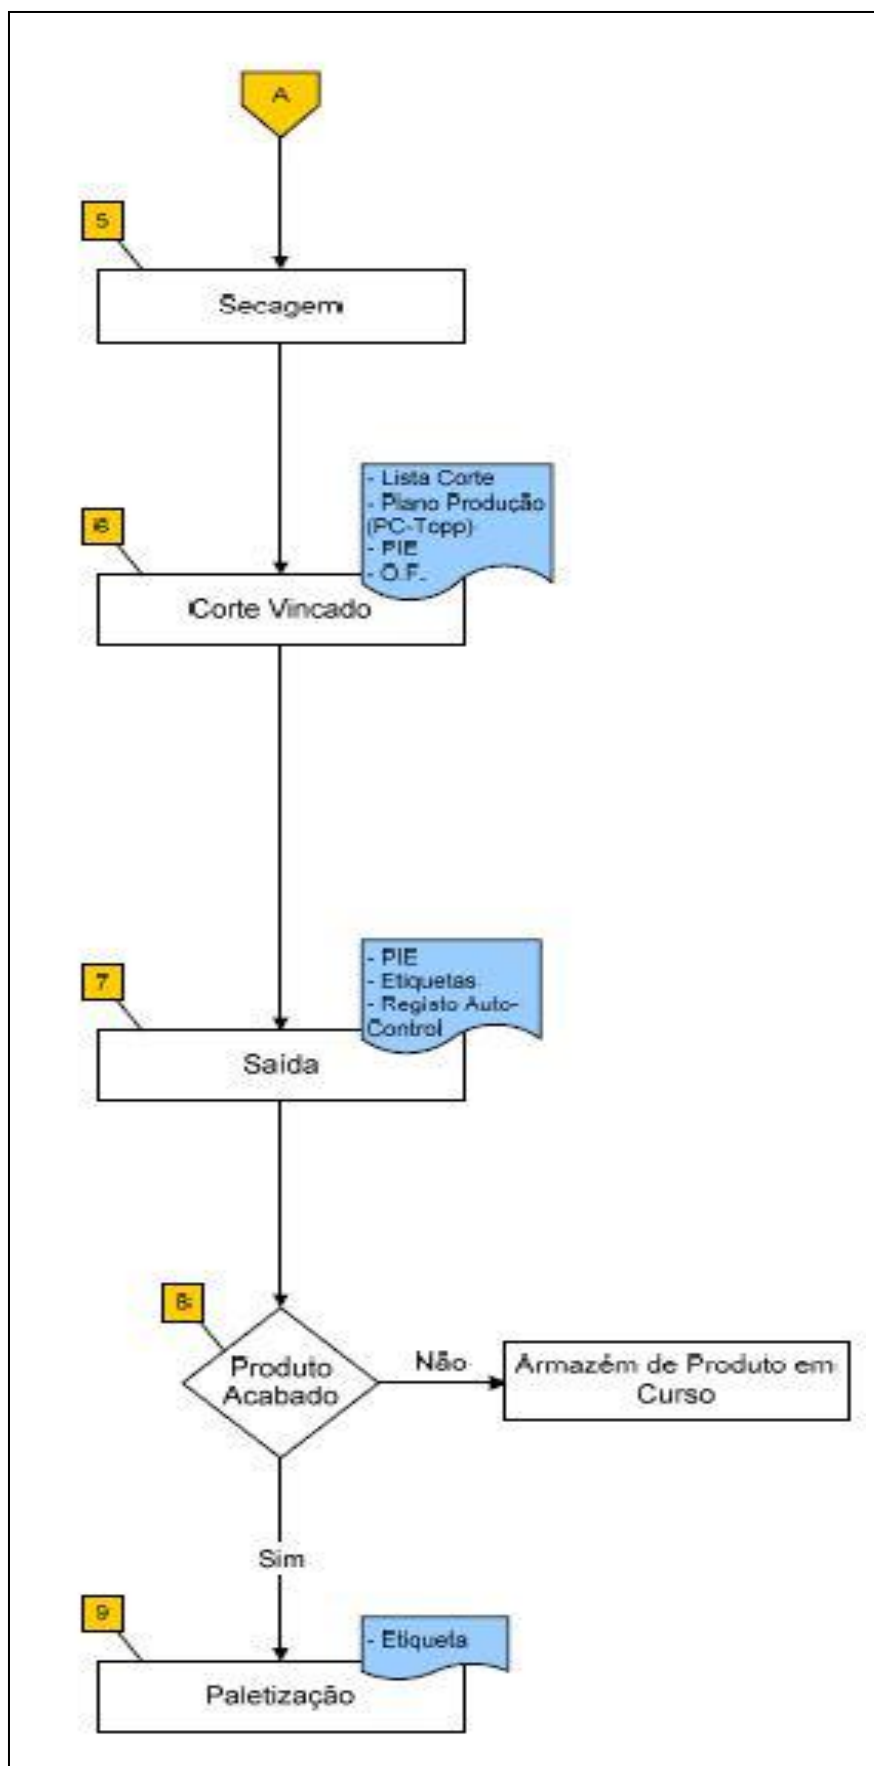 A
5
Secagem
- Lista Corte
- Plano Produção
(PC-Topp)
- PIE
- O.F.
6
Corte Vincado
- PIE
- Etiquetas
- Registo Auto-
Control
7
Saída
8
Produto
Acabado
Não
Armazém de Produto em
Curso
Sim
9
- Etiqueta
Paletização